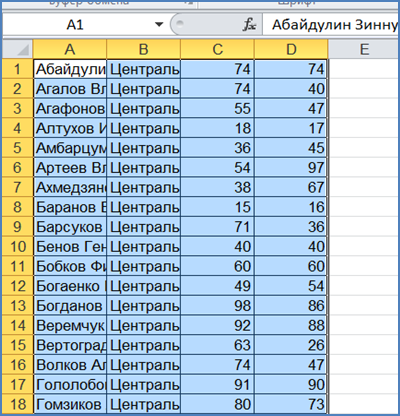 Буфер обмена Шрифт
A1 fx Абайдулин Зинну
A B C D E
1 Абайдули Централь 74 74
2 Агалов Вл Централь 74 40
3 Агафонов Централь 55 47
4 Алтухов И Централь 18 17
5 Амбарцум Централь 36 45
6 Артеев Вл Централь 54 97
7 Ахмедзян Централь 38 67
8 Баранов В Централь 15 16
9 Барсуков Централь 71 36
10 Бенов Ген Централь 40 40
11 Бобков Фи Централь 60 60
12 Богаенко Централь 49 54
13 Богданов Централь 98 86
14 Веремчук Централь 92 88
15 Вертоград Централь 63 26
16 Волков Ал Централь 74 47
17 Гололобо Централь 91 90
18 Гомзиков Централь 80 73